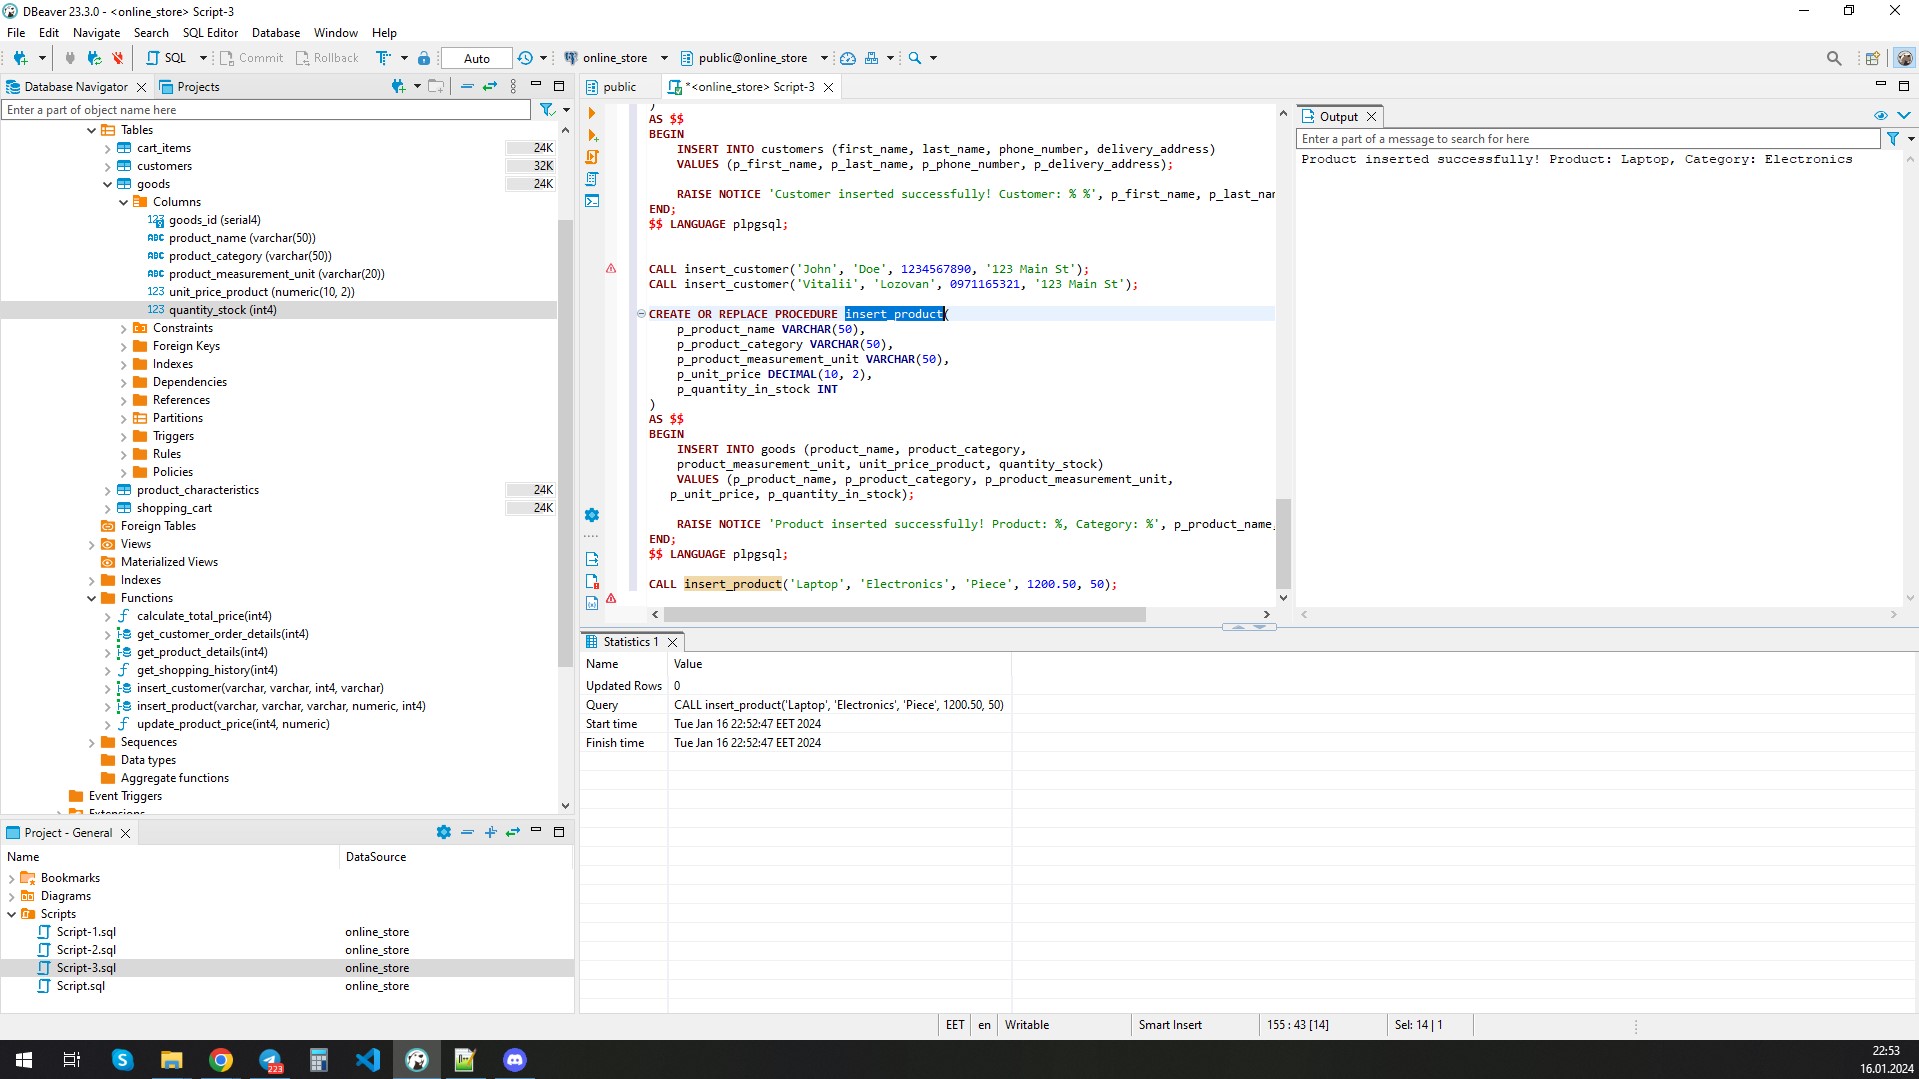 DBeaver 23.3.0 - <online_store> Script-3
File Edit Navigate Search SQL Editor Database Window Help
SQL Commit Rollback Auto online_store public@online_store
Database Navigator Projects
Enter a part of object name here
Tables
cart_items 24K
customers 32K
goods 24K
Columns
goods_id (serial4)
product_name (varchar(50))
product_category (varchar(50))
product_measurement_unit (varchar(20))
unit_price_product (numeric(10, 2))
quantity_stock (int4)
Constraints
Foreign Keys
Indexes
Dependencies
References
Partitions
Triggers
Rules
Policies
product_characteristics 24K
shopping_cart 24K
Foreign Tables
Views
Materialized Views
Indexes
Functions
calculate_total_price(int4)
get_customer_order_details(int4)
get_product_details(int4)
get_shopping_history(int4)
insert_customer(varchar, varchar, int4, varchar)
insert_product(varchar, varchar, varchar, numeric, int4)
update_product_price(int4, numeric)
Sequences
Data types
Aggregate functions
Event Triggers
Extensions
Project - General
Name DataSource
Bookmarks
Diagrams
Scripts
Script-1.sql online_store
Script-2.sql online_store
Script-3.sql online_store
Script.sql online_store
public *<online_store> Script-3
)
AS $$
BEGIN
INSERT INTO customers (first_name, last_name, phone_number, delivery_address)
VALUES (p_first_name, p_last_name, p_phone_number, p_delivery_address);
RAISE NOTICE 'Customer inserted successfully! Customer: % %', p_first_name, p_last_nar
END;
$$ LANGUAGE plpgsql;
CALL insert_customer('John', 'Doe', 1234567890, '123 Main St');
CALL insert_customer('Vitalii', 'Lozovan', 0971165321, '123 Main St');
CREATE OR REPLACE PROCEDURE insert_product(
p_product_name VARCHAR(50),
p_product_category VARCHAR(50),
p_product_measurement_unit VARCHAR(50),
p_unit_price DECIMAL(10, 2),
p_quantity_in_stock INT
)
AS $$
BEGIN
INSERT INTO goods (product_name, product_category,
product_measurement_unit, unit_price_product, quantity_stock)
VALUES (p_product_name, p_product_category, p_product_measurement_unit,
p_unit_price, p_quantity_in_stock);
RAISE NOTICE 'Product inserted successfully! Product: %, Category: %', p_product_name,
END;
$$ LANGUAGE plpgsql;
CALL insert_product('Laptop', 'Electronics', 'Piece', 1200.50, 50);
Output
Enter a part of a message to search for here
Product inserted successfully! Product: Laptop, Category: Electronics
Statistics 1
Name Value
Updated Rows 0
Query CALL insert_product('Laptop', 'Electronics', 'Piece', 1200.50, 50)
Start time Tue Jan 16 22:52:47 EET 2024
Finish time Tue Jan 16 22:52:47 EET 2024
EET en Writable Smart Insert 155 : 43 [14] Sel: 14 | 1
223
22:53
16.01.2024